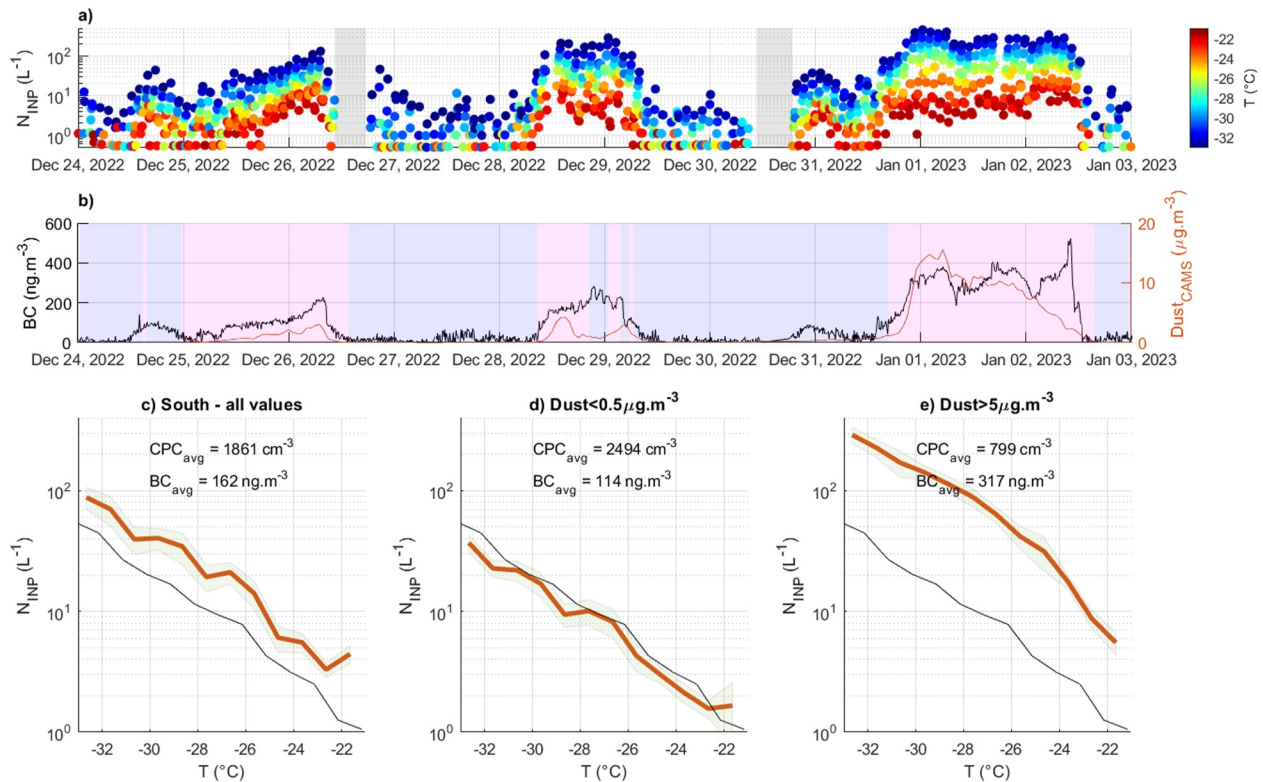 a)
N_INP (L⁻¹)
10²
10¹
10⁰
Dec 24, 2022 Dec 25, 2022 Dec 26, 2022 Dec 27, 2022 Dec 28, 2022 Dec 29, 2022 Dec 30, 2022 Dec 31, 2022 Jan 01, 2023 Jan 02, 2023 Jan 03, 2023
-22
-24
-26
-28
-30
-32
T (°C)
b)
BC (ng.m⁻³)
600
400
200
0
20
10
0
Dust_CAMS (μg.m⁻³)
Dec 24, 2022 Dec 25, 2022 Dec 26, 2022 Dec 27, 2022 Dec 28, 2022 Dec 29, 2022 Dec 30, 2022 Dec 31, 2022 Jan 01, 2023 Jan 02, 2023 Jan 03, 2023
c) South - all values
CPC_avg = 1861 cm⁻³
BC_avg = 162 ng.m⁻³
N_INP (L⁻¹)
10²
10¹
10⁰
-32 -30 -28 -26 -24 -22
T (°C)
d) Dust<0.5μg.m⁻³
CPC_avg = 2494 cm⁻³
BC_avg = 114 ng.m⁻³
N_INP (L⁻¹)
10²
10¹
10⁰
-32 -30 -28 -26 -24 -22
T (°C)
e) Dust>5μg.m⁻³
CPC_avg = 799 cm⁻³
BC_avg = 317 ng.m⁻³
N_INP (L⁻¹)
10²
10¹
10⁰
-32 -30 -28 -26 -24 -22
T (°C)